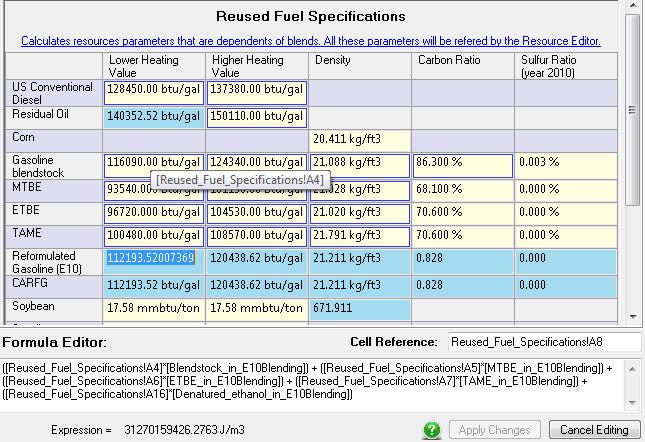 Reused Fuel Specifications
Calculates resources parameters that are dependents of blends. All these parameters will be refered by the Resource Editor.
Lower Heating Value Higher Heating Value Density Carbon Ratio Sulfur Ratio (year 2010)
US Conventional Diesel 128450.00 btu/gal 137380.00 btu/gal
Residual Oil 140352.52 btu/gal 150110.00 btu/gal
Corn 20.411 kg/ft3
Gasoline blendstock 116090.00 btu/gal 124340.00 btu/gal 21.088 kg/ft3 86.300 % 0.003 %
[Reused_Fuel_Specifications!A4]
MTBE 93540.000 btu/gal 68.100 % 0.000
ETBE 96720.000 btu/gal 104530.00 btu/gal 21.020 kg/ft3 70.600 % 0.000
TAME 100480.00 btu/gal 108570.00 btu/gal 21.791 kg/ft3 70.600 % 0.000
Reformulated Gasoline (E10) 112193.52007369 120438.62 btu/gal 21.211 kg/ft3 0.828 0.000
CARFG 112193.52 btu/gal 120438.62 btu/gal 21.211 kg/ft3 0.828 0.000
Soybean 17.58 mmbtu/ton 17.58 mmbtu/ton 671.911
Formula Editor: Cell Reference: Reused_Fuel_Specifications!A8
([Reused_Fuel_Specifications!A4]*[Blendstock_in_E10Blending]) + ([Reused_Fuel_Specifications!A5]*[MTBE_in_E10Blending]) +
([Reused_Fuel_Specifications!A6]*[ETBE_in_E10Blending]) + ([Reused_Fuel_Specifications!A7]*[TAME_in_E10Blending]) +
([Reused_Fuel_Specifications!A16]*[Denatured_ethanol_in_E10Blending])
Expression = 31270159426.2763 J/m3 ? Apply Changes Cancel Editing